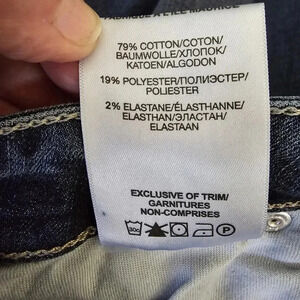 79% COTTON/COTON/
BAUMWOLLE/ХЛОПОК/
KATOEN/ALGODON
19% POLYESTER/ПОЛИЭСТЕР/
POLIESTER
2% ELASTANE/ÉLASTHANNE/
ELASTHAN/ЭЛАСТАН/
ELASTAAN
EXCLUSIVE OF TRIM/
GARNITURES
NON-COMPRISES
30c P